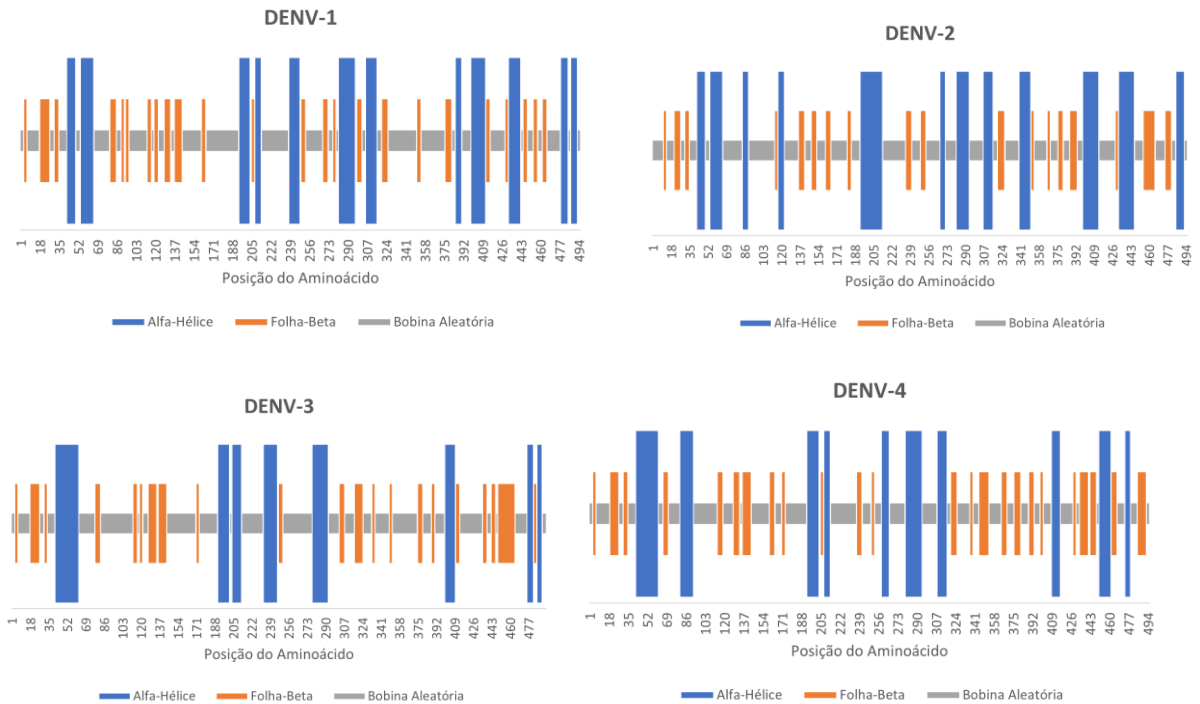 DENV-1
1 18 35 52 69 86 103 120 137 154 171 188 205 222 239 256 273 290 307 324 341 358 375 392 409 426 443 460 477 494
Posição do Aminoácido
Alfa-Hélice Folha-Beta Bobina Aleatória
DENV-2
1 18 35 52 69 86 103 120 137 154 171 188 205 222 239 256 273 290 307 324 341 358 375 392 409 426 443 460 477 494
Posição do Aminoácido
Alfa-Hélice Folha-Beta Bobina Aleatória
DENV-3
1 18 35 52 69 86 103 120 137 154 171 188 205 222 239 256 273 290 307 324 341 358 375 392 409 426 443 460 477
Posição do Aminoácido
Alfa-Hélice Folha-Beta Bobina Aleatória
DENV-4
1 18 35 52 69 86 103 120 137 154 171 188 205 222 239 256 273 290 307 324 341 358 375 392 409 426 443 460 477 494
Posição do Aminoácido
Alfa-Hélice Folha-Beta Bobina Aleatória